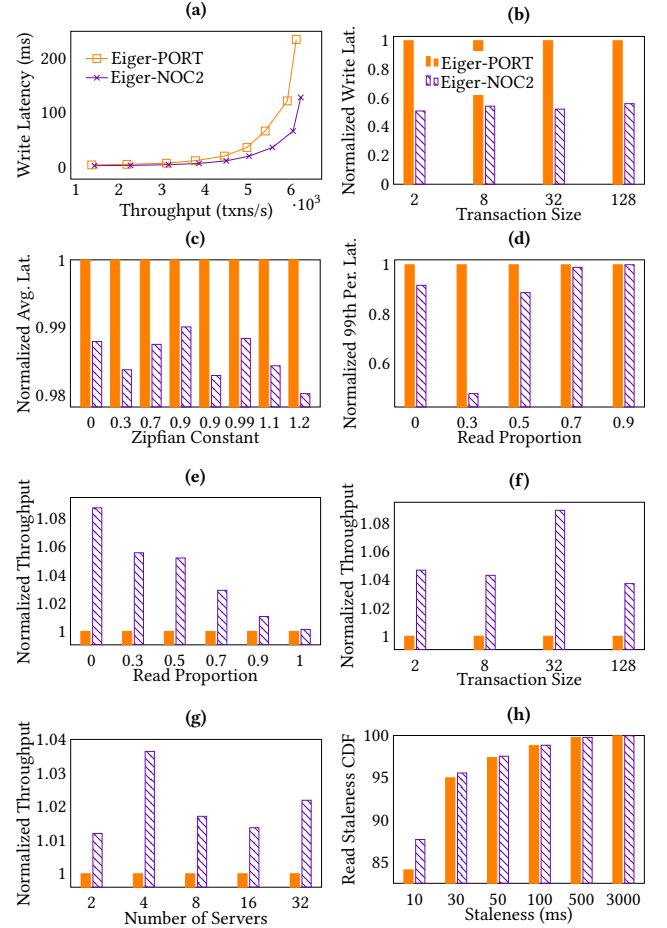 (a)
Write Latency (ms)
200
100
0
Eiger-PORT
Eiger-NOC2
1 2 3 4 5 6
·10³
Throughput (txns/s)
(b)
Normalized Write Lat.
1
0.8
0.6
0.4
0.2
0
Eiger-PORT
Eiger-NOC2
2 8 32 128
Transaction Size
(c)
Normalized Avg. Lat.
1
0.99
0.98
0 0.3 0.7 0.9 0.9 0.99 1.1 1.2
Zipfian Constant
(d)
Normalized 99th Per. Lat.
1
0.8
0.6
0 0.3 0.5 0.7 0.9
Read Proportion
(e)
Normalized Throughput
1.08
1.06
1.04
1.02
1
0 0.3 0.5 0.7 0.9 1
Read Proportion
(f)
Normalized Throughput
1.08
1.06
1.04
1.02
1
2 8 32 128
Transaction Size
(g)
Normalized Throughput
1.04
1.03
1.02
1.01
1
2 4 8 16 32
Number of Servers
(h)
Read Staleness CDF
100
95
90
85
10 30 50 100 500 3000
Staleness (ms)